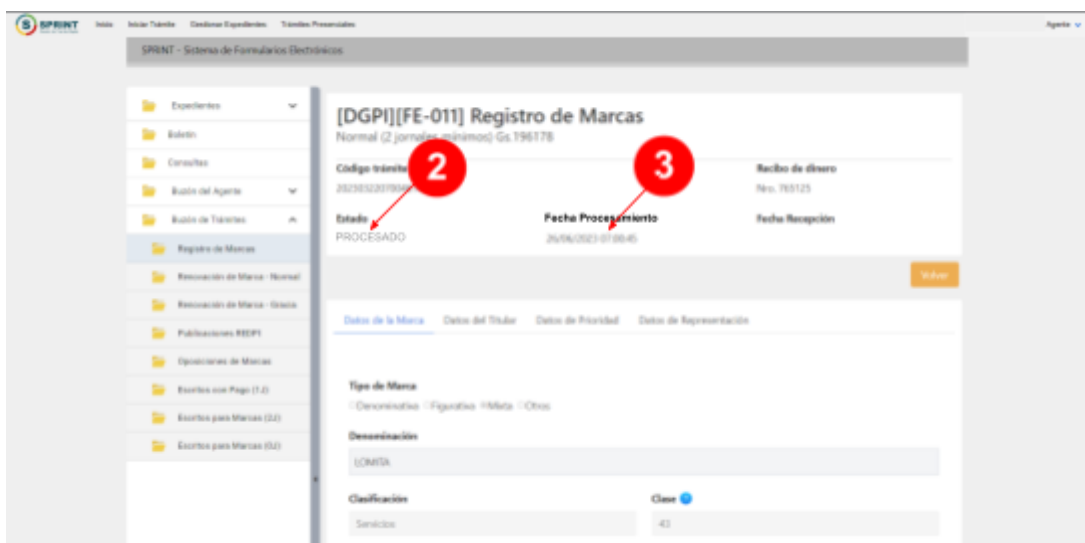 SPRINT
Inicio Iniciar Trámite Gestionar Expedientes Trámites Presenciales Agente
SPRINT - Sistema de Formularios Electrónicos
Expedientes
Boletín
Consultas
Buzón del Agente
Buzón de Trámites
Registro de Marcas
Renovación de Marca - Normal
Renovación de Marca - Gracia
Publicaciones REDPI
Oposiciones de Marcas
Escritos con Pago (1J)
Escritos para Marcas (2J)
Escritos para Marcas (0J)
[DGPI][FE-011] Registro de Marcas
Normal (2 jornales mínimos) Gs.196178
Código trámite Recibo de dinero
Nro. 765125
2
3
Estado Fecha Procesamiento Fecha Recepción
PROCESADO 26/06/2023 07:00:45
Volver
Datos de la Marca Datos del Titular Datos de Prioridad Datos de Representación
Tipo de Marca
Denominativa Figurativa Mixta Otros
Denominación
LOMITA
Clasificación Clase
Servicios 43